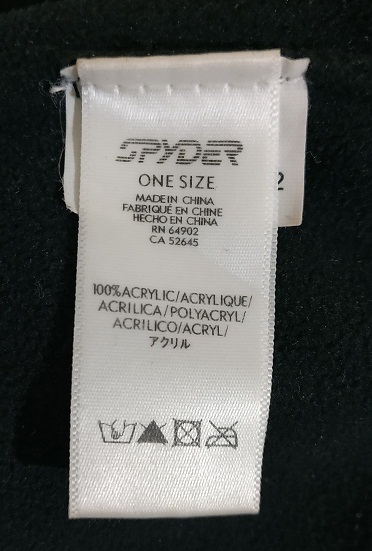 SPYDER
ONE SIZE
2
MADE IN CHINA
FABRIQUÉ EN CHINE
HECHO EN CHINA
RN 64902
CA 52645
100%ACRYLIC/ACRYLIQUE/
ACRILICA/POLYACRYL/
ACRILICO/ACRYL/
アクリル